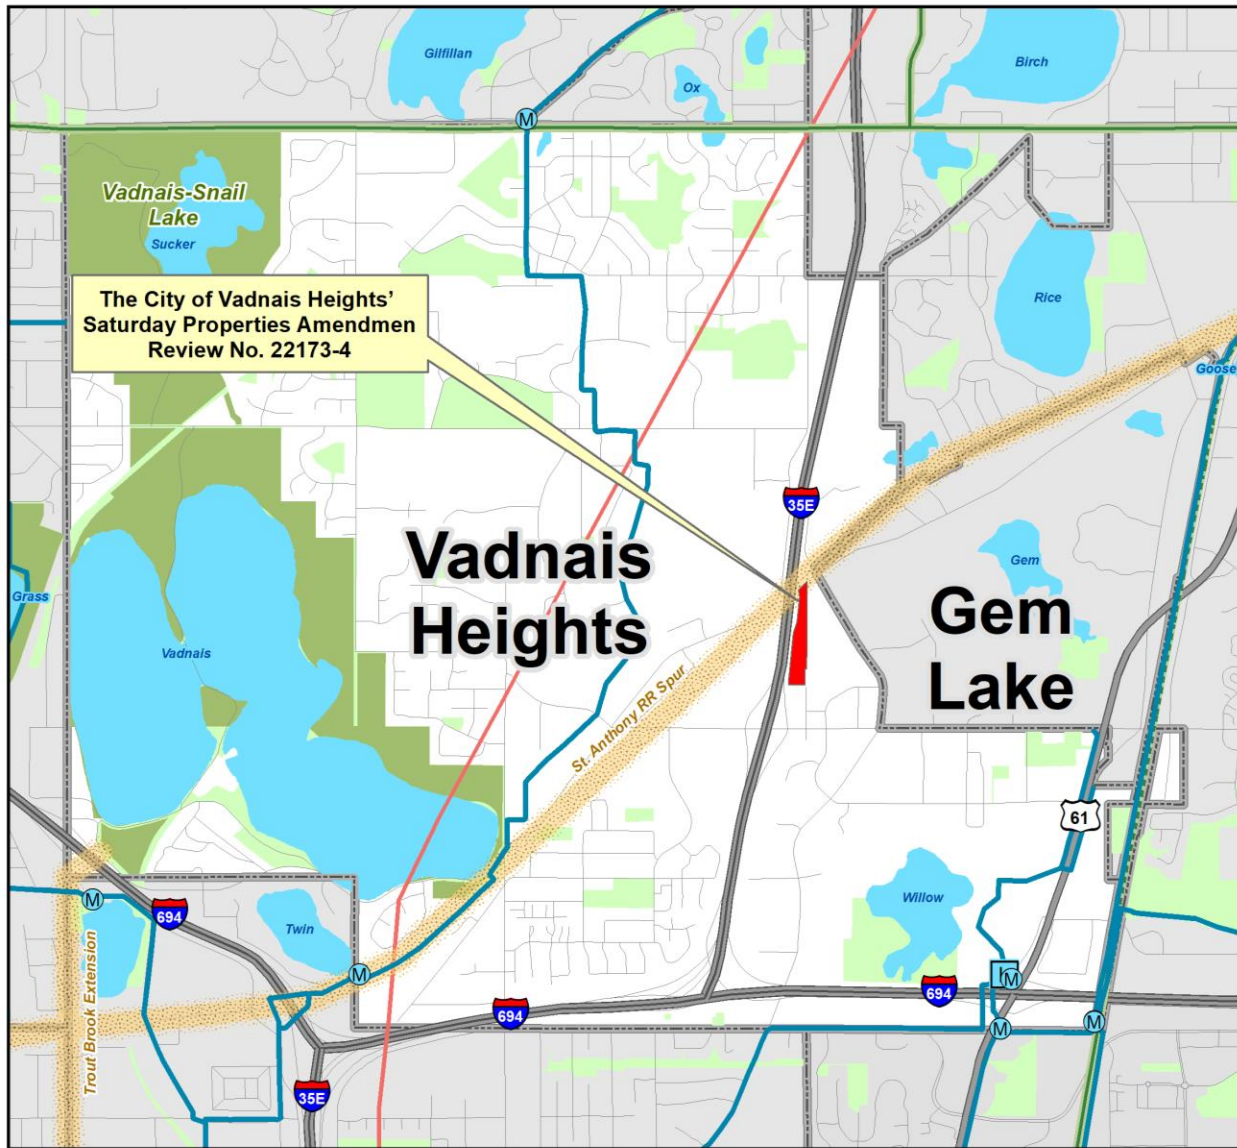 Gilfillan
Birch
Ox
M
Vadnais-Snail
Lake
Sucker
The City of Vadnais Heights’
Saturday Properties Amendmen
Review No. 22173-4
Rice
Goose
35E
Vadnais
Heights
Gem
Grass
Gem
Lake
Vadnais
St. Anthony RR Spur
61
Willow
M
694
Twin
M
M
694
694
M
M
Trout Brook Extension
35E